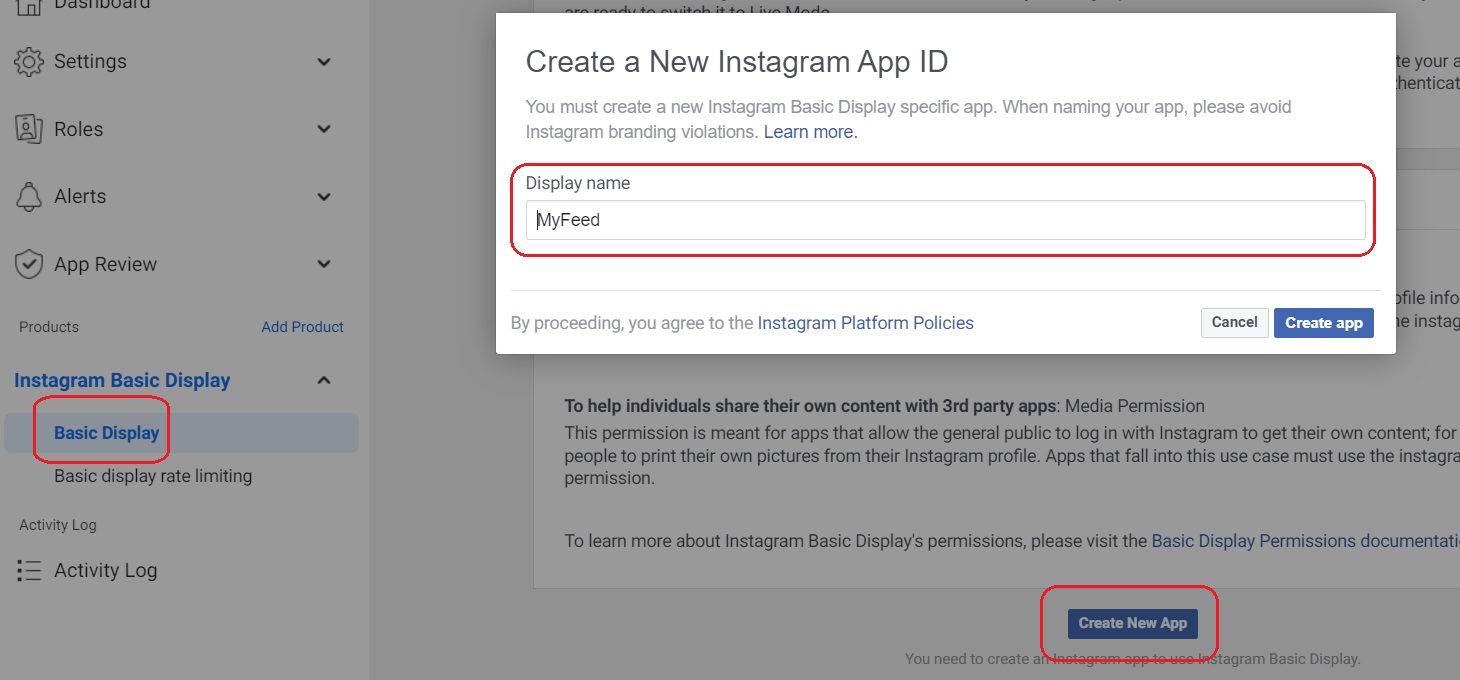 Dashboard
Settings
Roles
Alerts
App Review
Products
Add Product
Instagram Basic Display
Basic Display
Basic display rate limiting
Activity Log
Activity Log
are ready to switch it to Live Mode
Create a New Instagram App ID
You must create a new Instagram Basic Display specific app. When naming your app, please avoid
Instagram branding violations. Learn more.
Display name
MyFeed
By proceeding, you agree to the Instagram Platform Policies
Cancel
Create app
te your a
ofile info
instag
To help individuals share their own content with 3rd party apps: Media Permission
This permission is meant for apps that allow the general public to log in with Instagram to get their own content; for
people to print their own pictures from their Instagram profile. Apps that fall into this use case must use the instagra
permission.
To learn more about Instagram Basic Display's permissions, please visit the Basic Display Permissions documentati
Create New App
You need to create an Instagram app to use Instagram Basic Display.